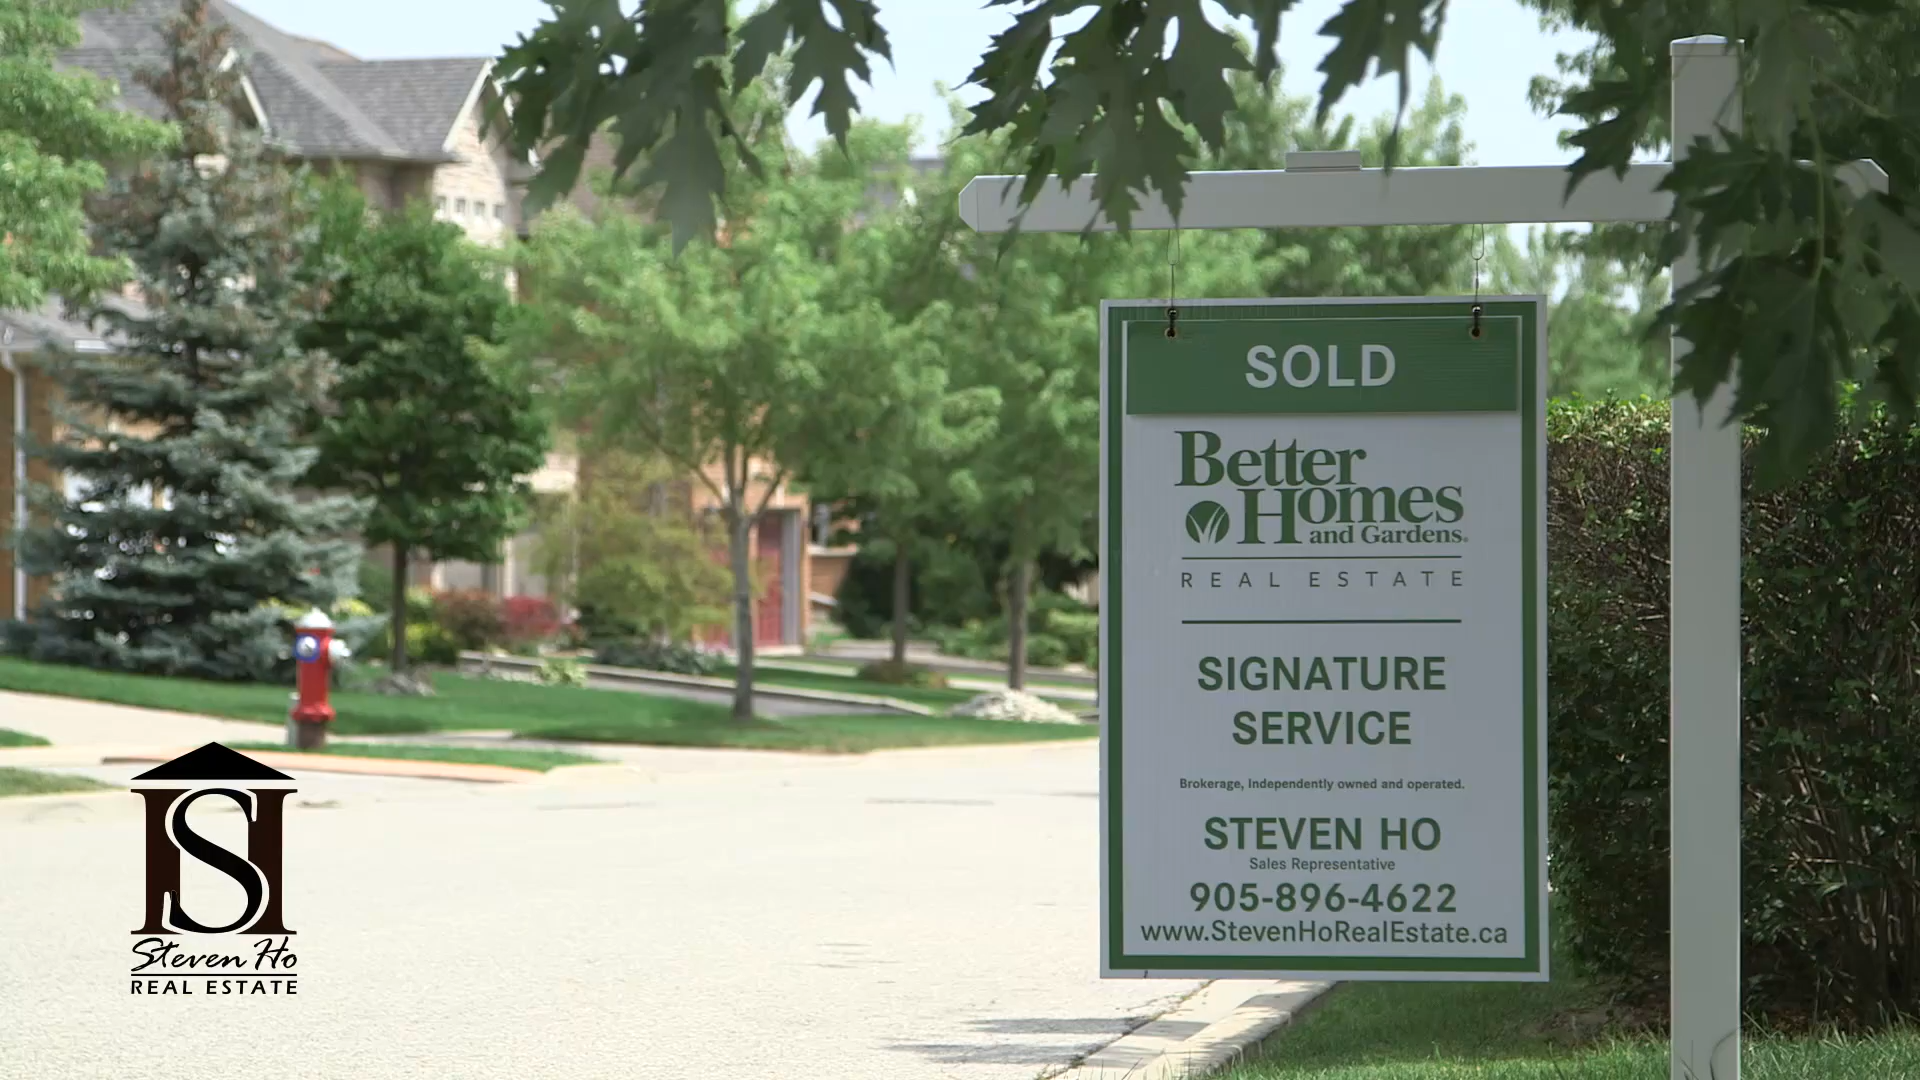 SOLD
Better
Homes
and Gardens®
REAL ESTATE
SIGNATURE
SERVICE
Brokerage, Independently owned and operated.
STEVEN HO
Sales Representative
905-896-4622
www.StevenHoRealEstate.ca
SH
Steven Ho
REAL ESTATE